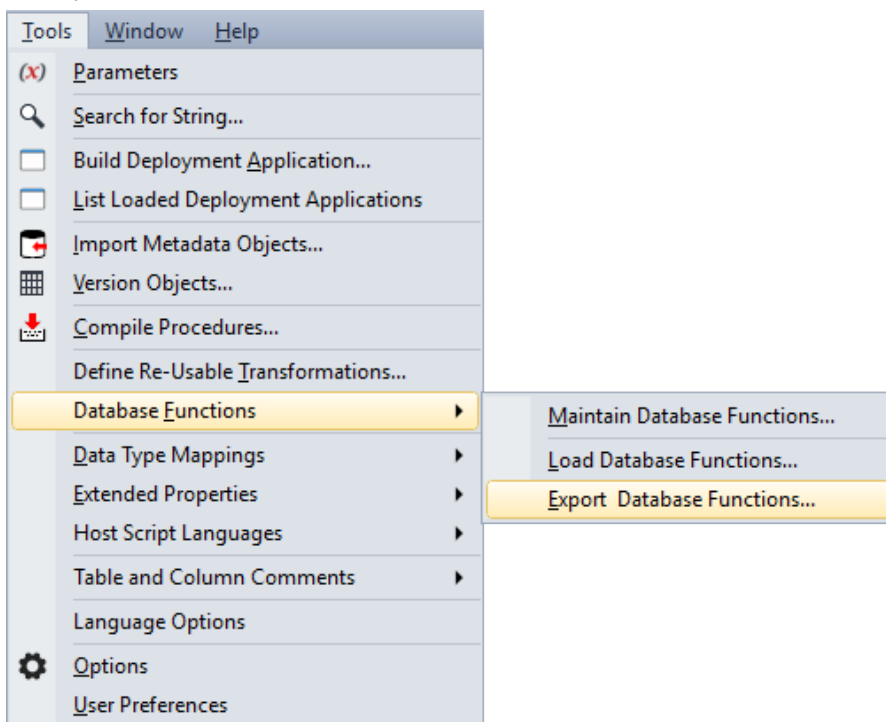 Tools Window Help
(x) Parameters
Search for String...
Build Deployment Application...
List Loaded Deployment Applications
Import Metadata Objects...
Version Objects...
Compile Procedures...
Define Re-Usable Transformations...
Database Functions
Maintain Database Functions...
Load Database Functions...
Export Database Functions...
Data Type Mappings
Extended Properties
Host Script Languages
Table and Column Comments
Language Options
Options
User Preferences